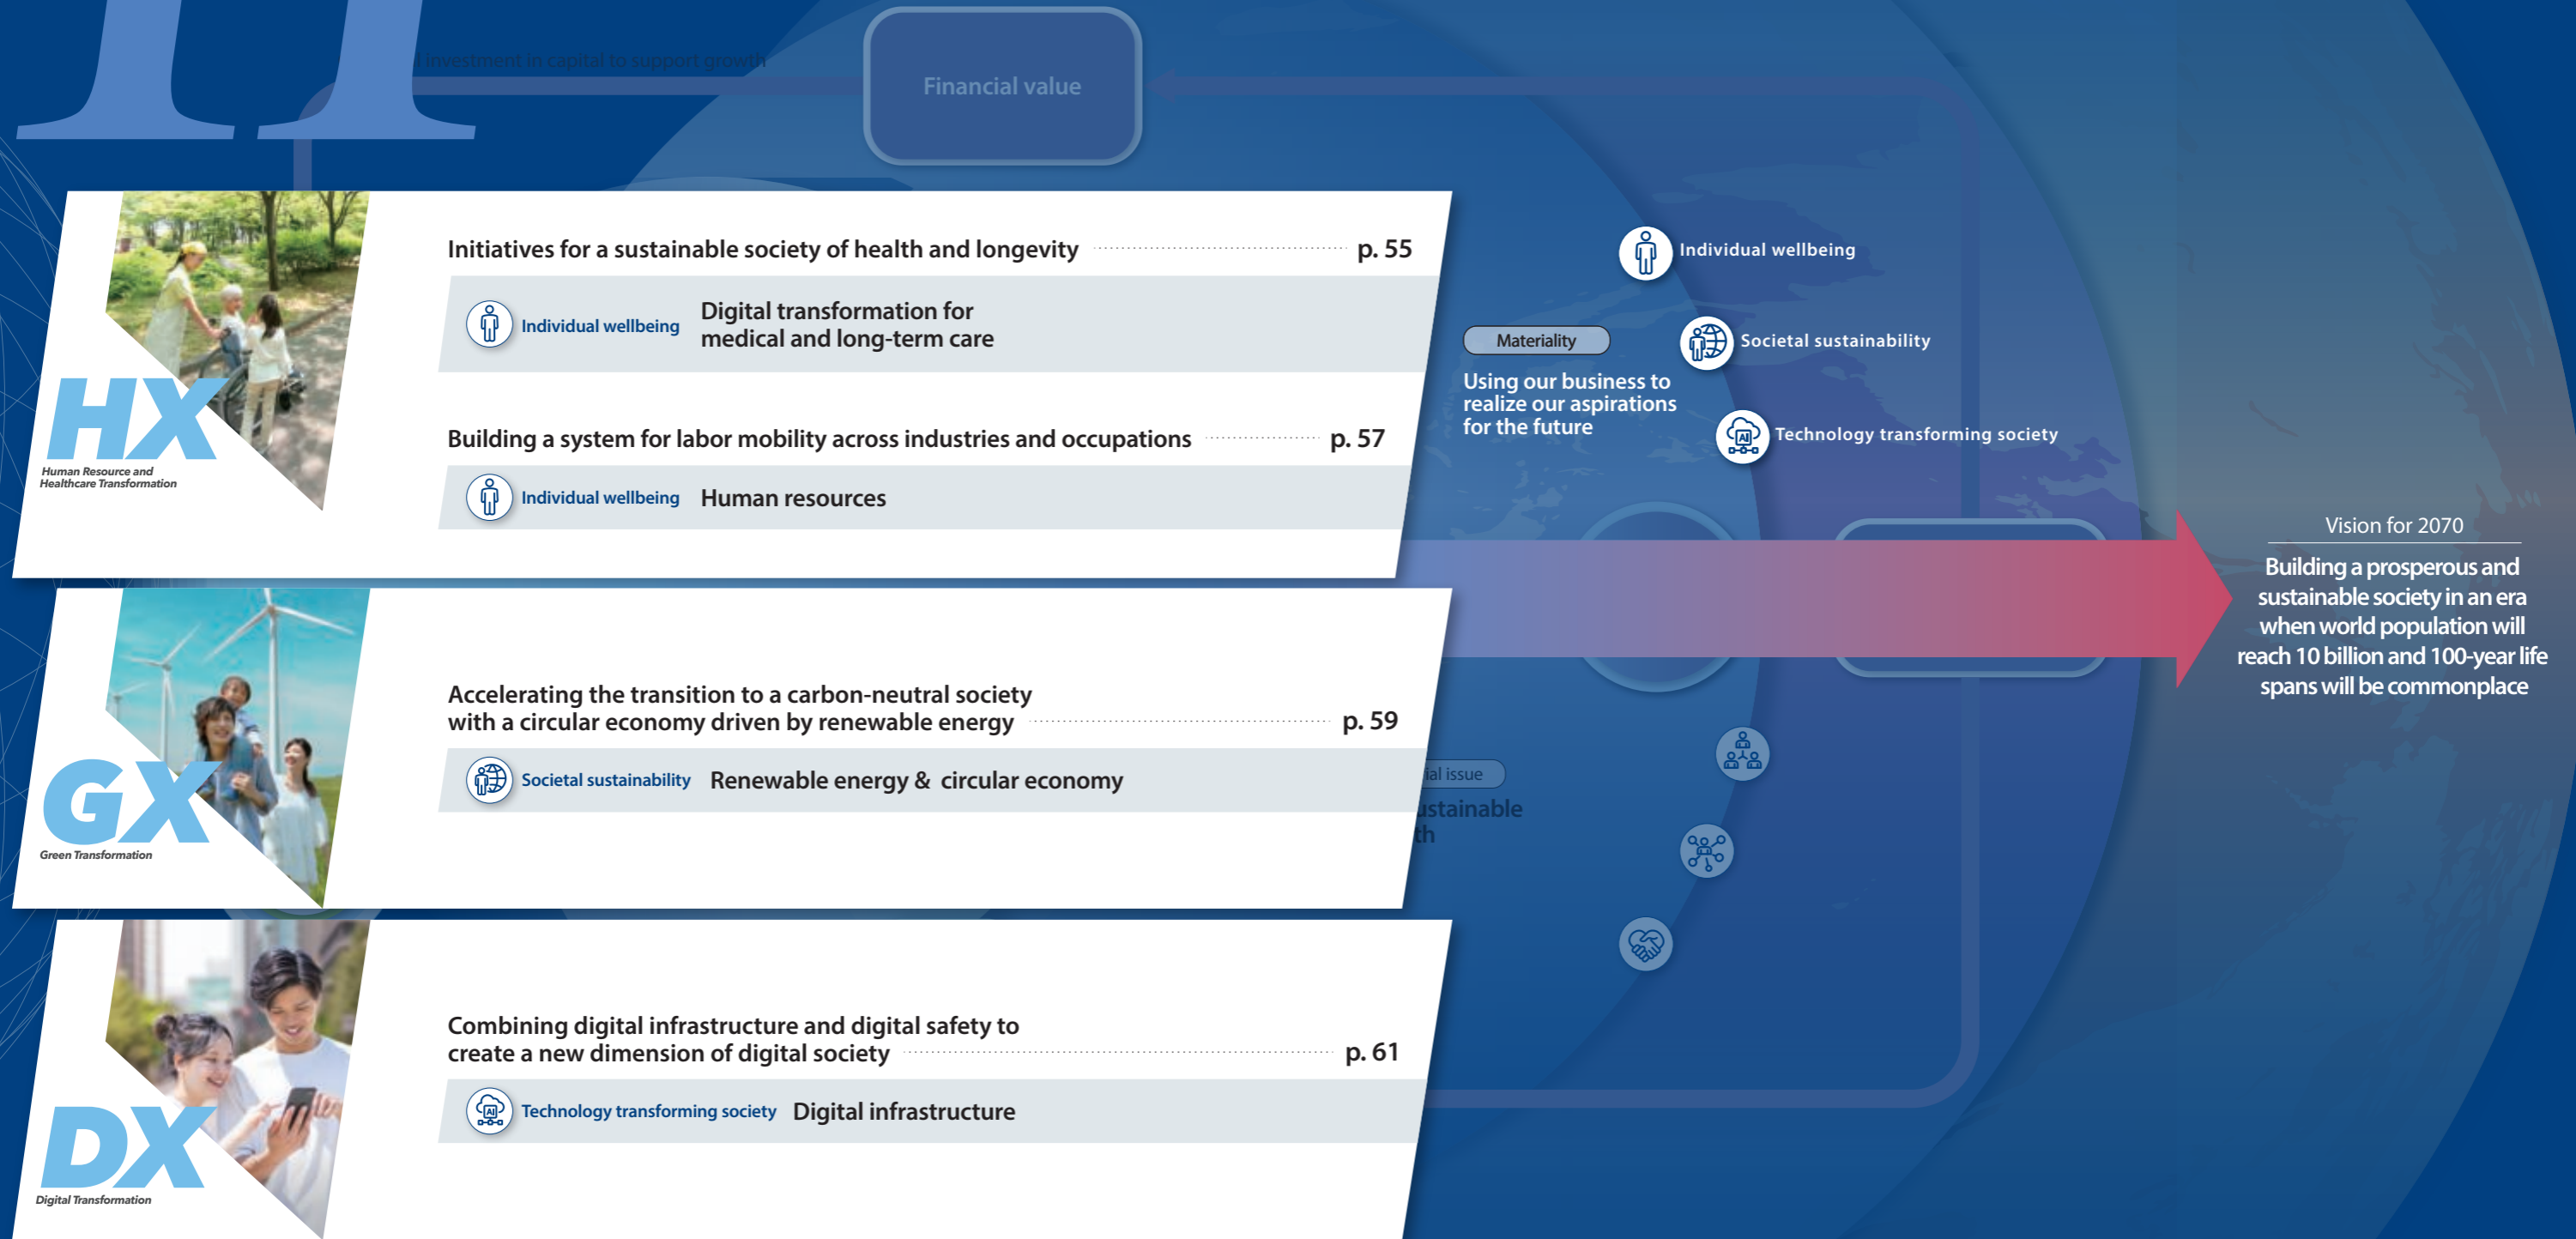 investment in capital to support growth
Financial value
HX
Human Resource and
Healthcare Transformation
Initiatives for a sustainable society of health and longevity p. 55
Individual wellbeing
Digital transformation for
medical and long-term care
Building a system for labor mobility across industries and occupations p. 57
Individual wellbeing Human resources
GX
Green Transformation
Accelerating the transition to a carbon-neutral society
with a circular economy driven by renewable energy p. 59
Societal sustainability Renewable energy & circular economy
DX
Digital Transformation
Combining digital infrastructure and digital safety to
create a new dimension of digital society p. 61
AI
Technology transforming society Digital infrastructure
Individual wellbeing
Materiality
Societal sustainability
Using our business to
realize our aspirations
for the future
AI
Technology transforming society
issue
Vision for 2070
Building a prosperous and
sustainable society in an era
when world population will
reach 10 billion and 100-year life
spans will be commonplace